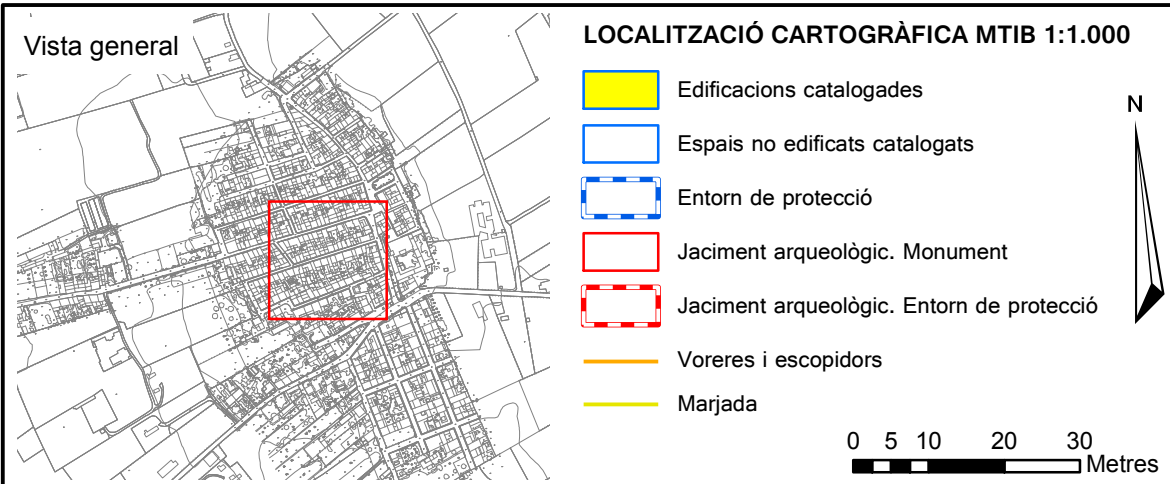 Vista general
LOCALITZACIÓ CARTOGRÀFICA MTIB 1:1.000
Edificacions catalogades
Espais no edificats catalogats
Entorn de protecció
Jaciment arqueològic. Monument
Jaciment arqueològic. Entorn de protecció
Voreres i escopidors
Marjada
N
0 5 10 20 30
Metres